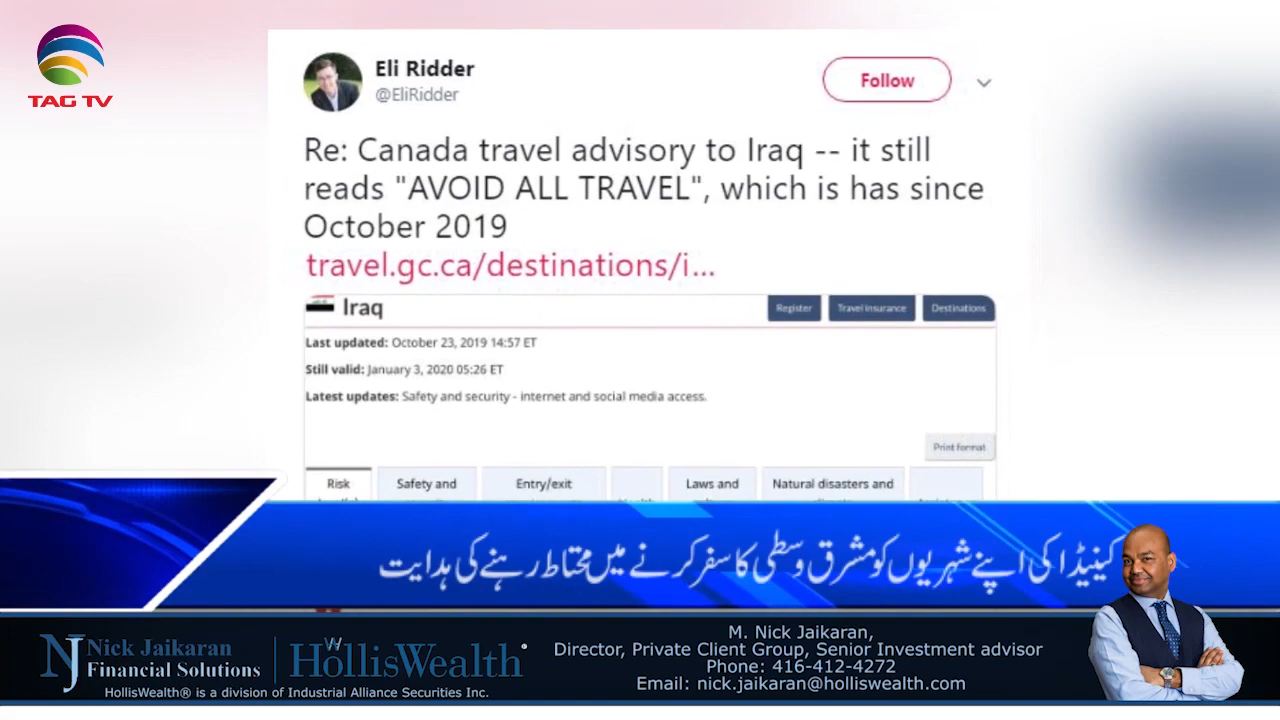 TAG TV
Eli Ridder
@EliRidder
Follow
Re: Canada travel advisory to Iraq -- it still
reads "AVOID ALL TRAVEL", which is has since
October 2019
travel.gc.ca/destinations/i...
Iraq
Register
Travel insurance
Destinations
Last updated: October 23, 2019 14:57 ET
Still valid: January 3, 2020 05:26 ET
Latest updates: Safety and security - internet and social media access.
Print format
Risk
Safety and
Entry/exit
Laws and
Natural disasters and
کینیڈا کی اپنے شہریوں کو مشرق وسطی کا سفر کرنے میں محتاط رہنے کی ہدایت
NJ Nick Jaikaran
Financial Solutions
HollisWealth®
HollisWealth® is a division of Industrial Alliance Securities Inc.
M. Nick Jaikaran,
Director, Private Client Group, Senior Investment advisor
Phone: 416-412-4272
Email: nick.jaikaran@holliswealth.com